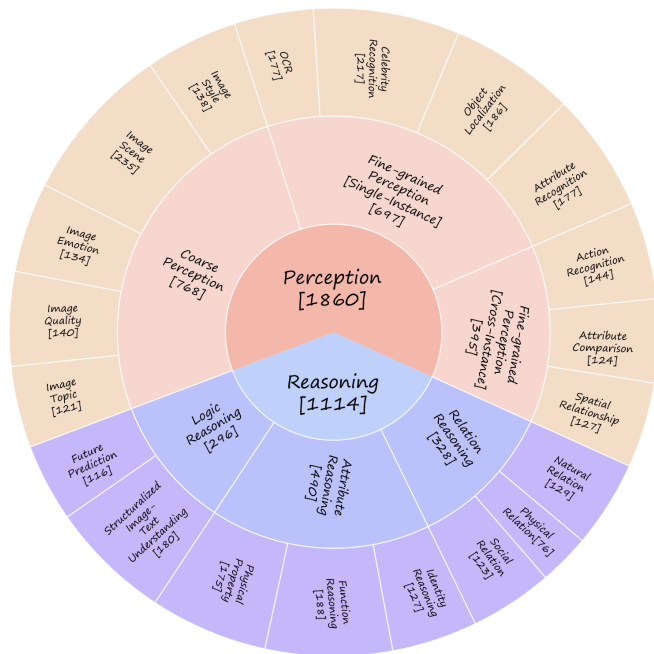 Perception
[1860]
Reasoning
[1114]
Coarse
Perception
[768]
Fine-grained
Perception
[Single-Instance]
[697]
Fine-grained
Perception
[Cross-Instance]
[395]
Relation
Reasoning
[328]
Attribute
Reasoning
[490]
Logic
Reasoning
[296]
Image
Topic
[121]
Image
Quality
[140]
Image
Emotion
[134]
Image
Scene
[235]
Image
Style
[138]
OCR
[177]
Celebrity
Recognition
[217]
Object
Localization
[186]
Attribute
Recognition
[177]
Action
Recognition
[144]
Attribute
Comparison
[124]
Spatial
Relationship
[127]
Natural
Relation
[129]
Physical
Relation[76]
Social
Relation
[123]
Identity
Reasoning
[127]
Function
Reasoning
[188]
Physical
Property
[175]
Structuralized
Image-
Text
Understanding
[180]
Future
Prediction
[116]